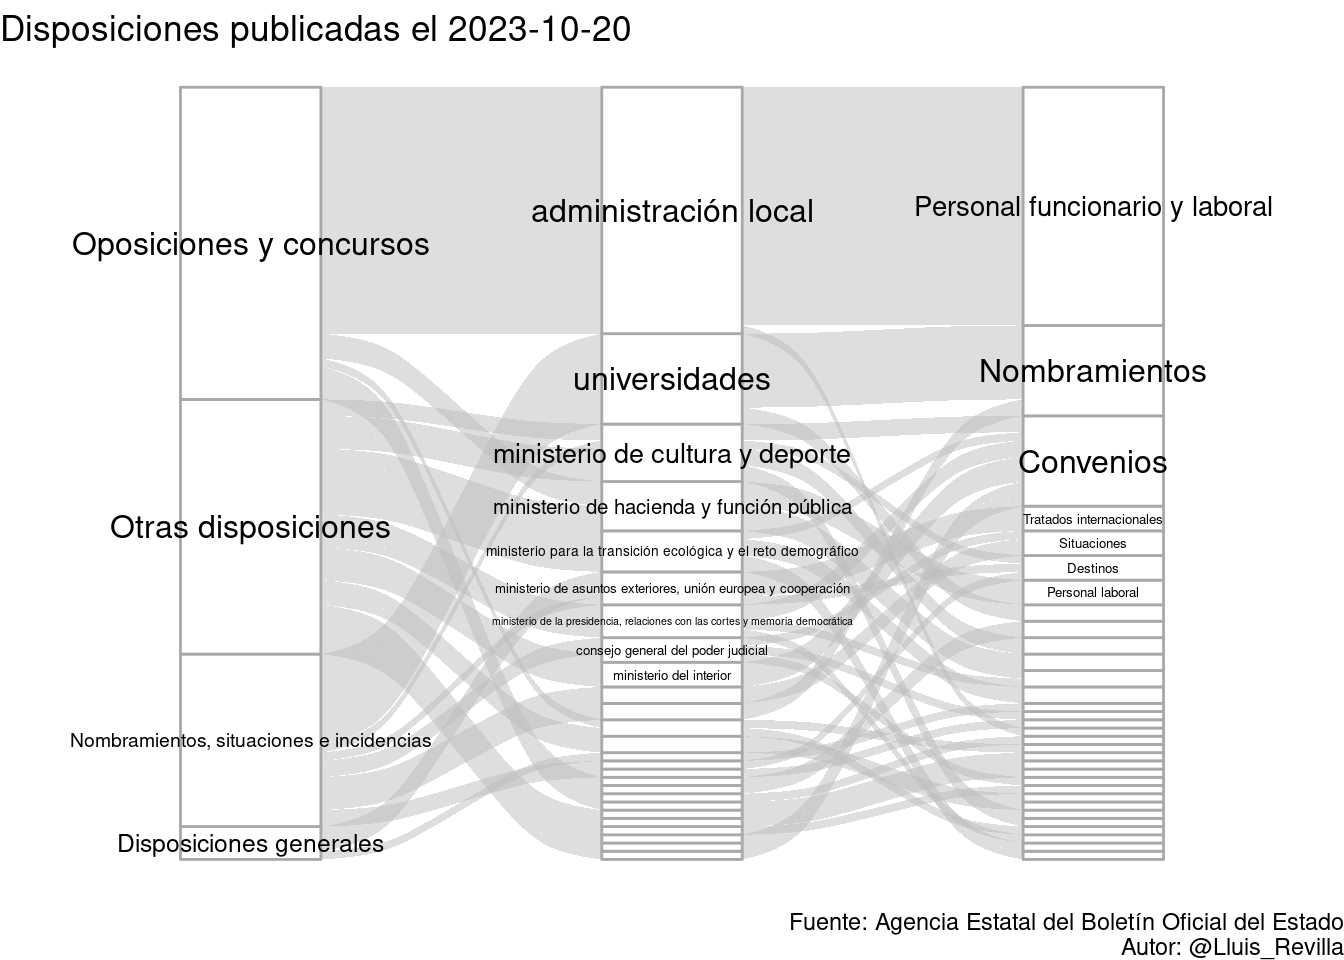 Disposiciones publicadas el 2023-10-20
Oposiciones y concursos
Otras disposiciones
Nombramientos, situaciones e incidencias
Disposiciones generales
administración local
universidades
ministerio de cultura y deporte
ministerio de hacienda y función pública
ministerio para la transición ecológica y el reto demográfico
ministerio de asuntos exteriores, unión europea y cooperación
ministerio de la presidencia, relaciones con las cortes y memoria democrática
consejo general del poder judicial
ministerio del interior
Personal funcionario y laboral
Nombramientos
Convenios
Tratados internacionales
Situaciones
Destinos
Personal laboral
Fuente: Agencia Estatal del Boletín Oficial del Estado
Autor: @Lluis_Revilla